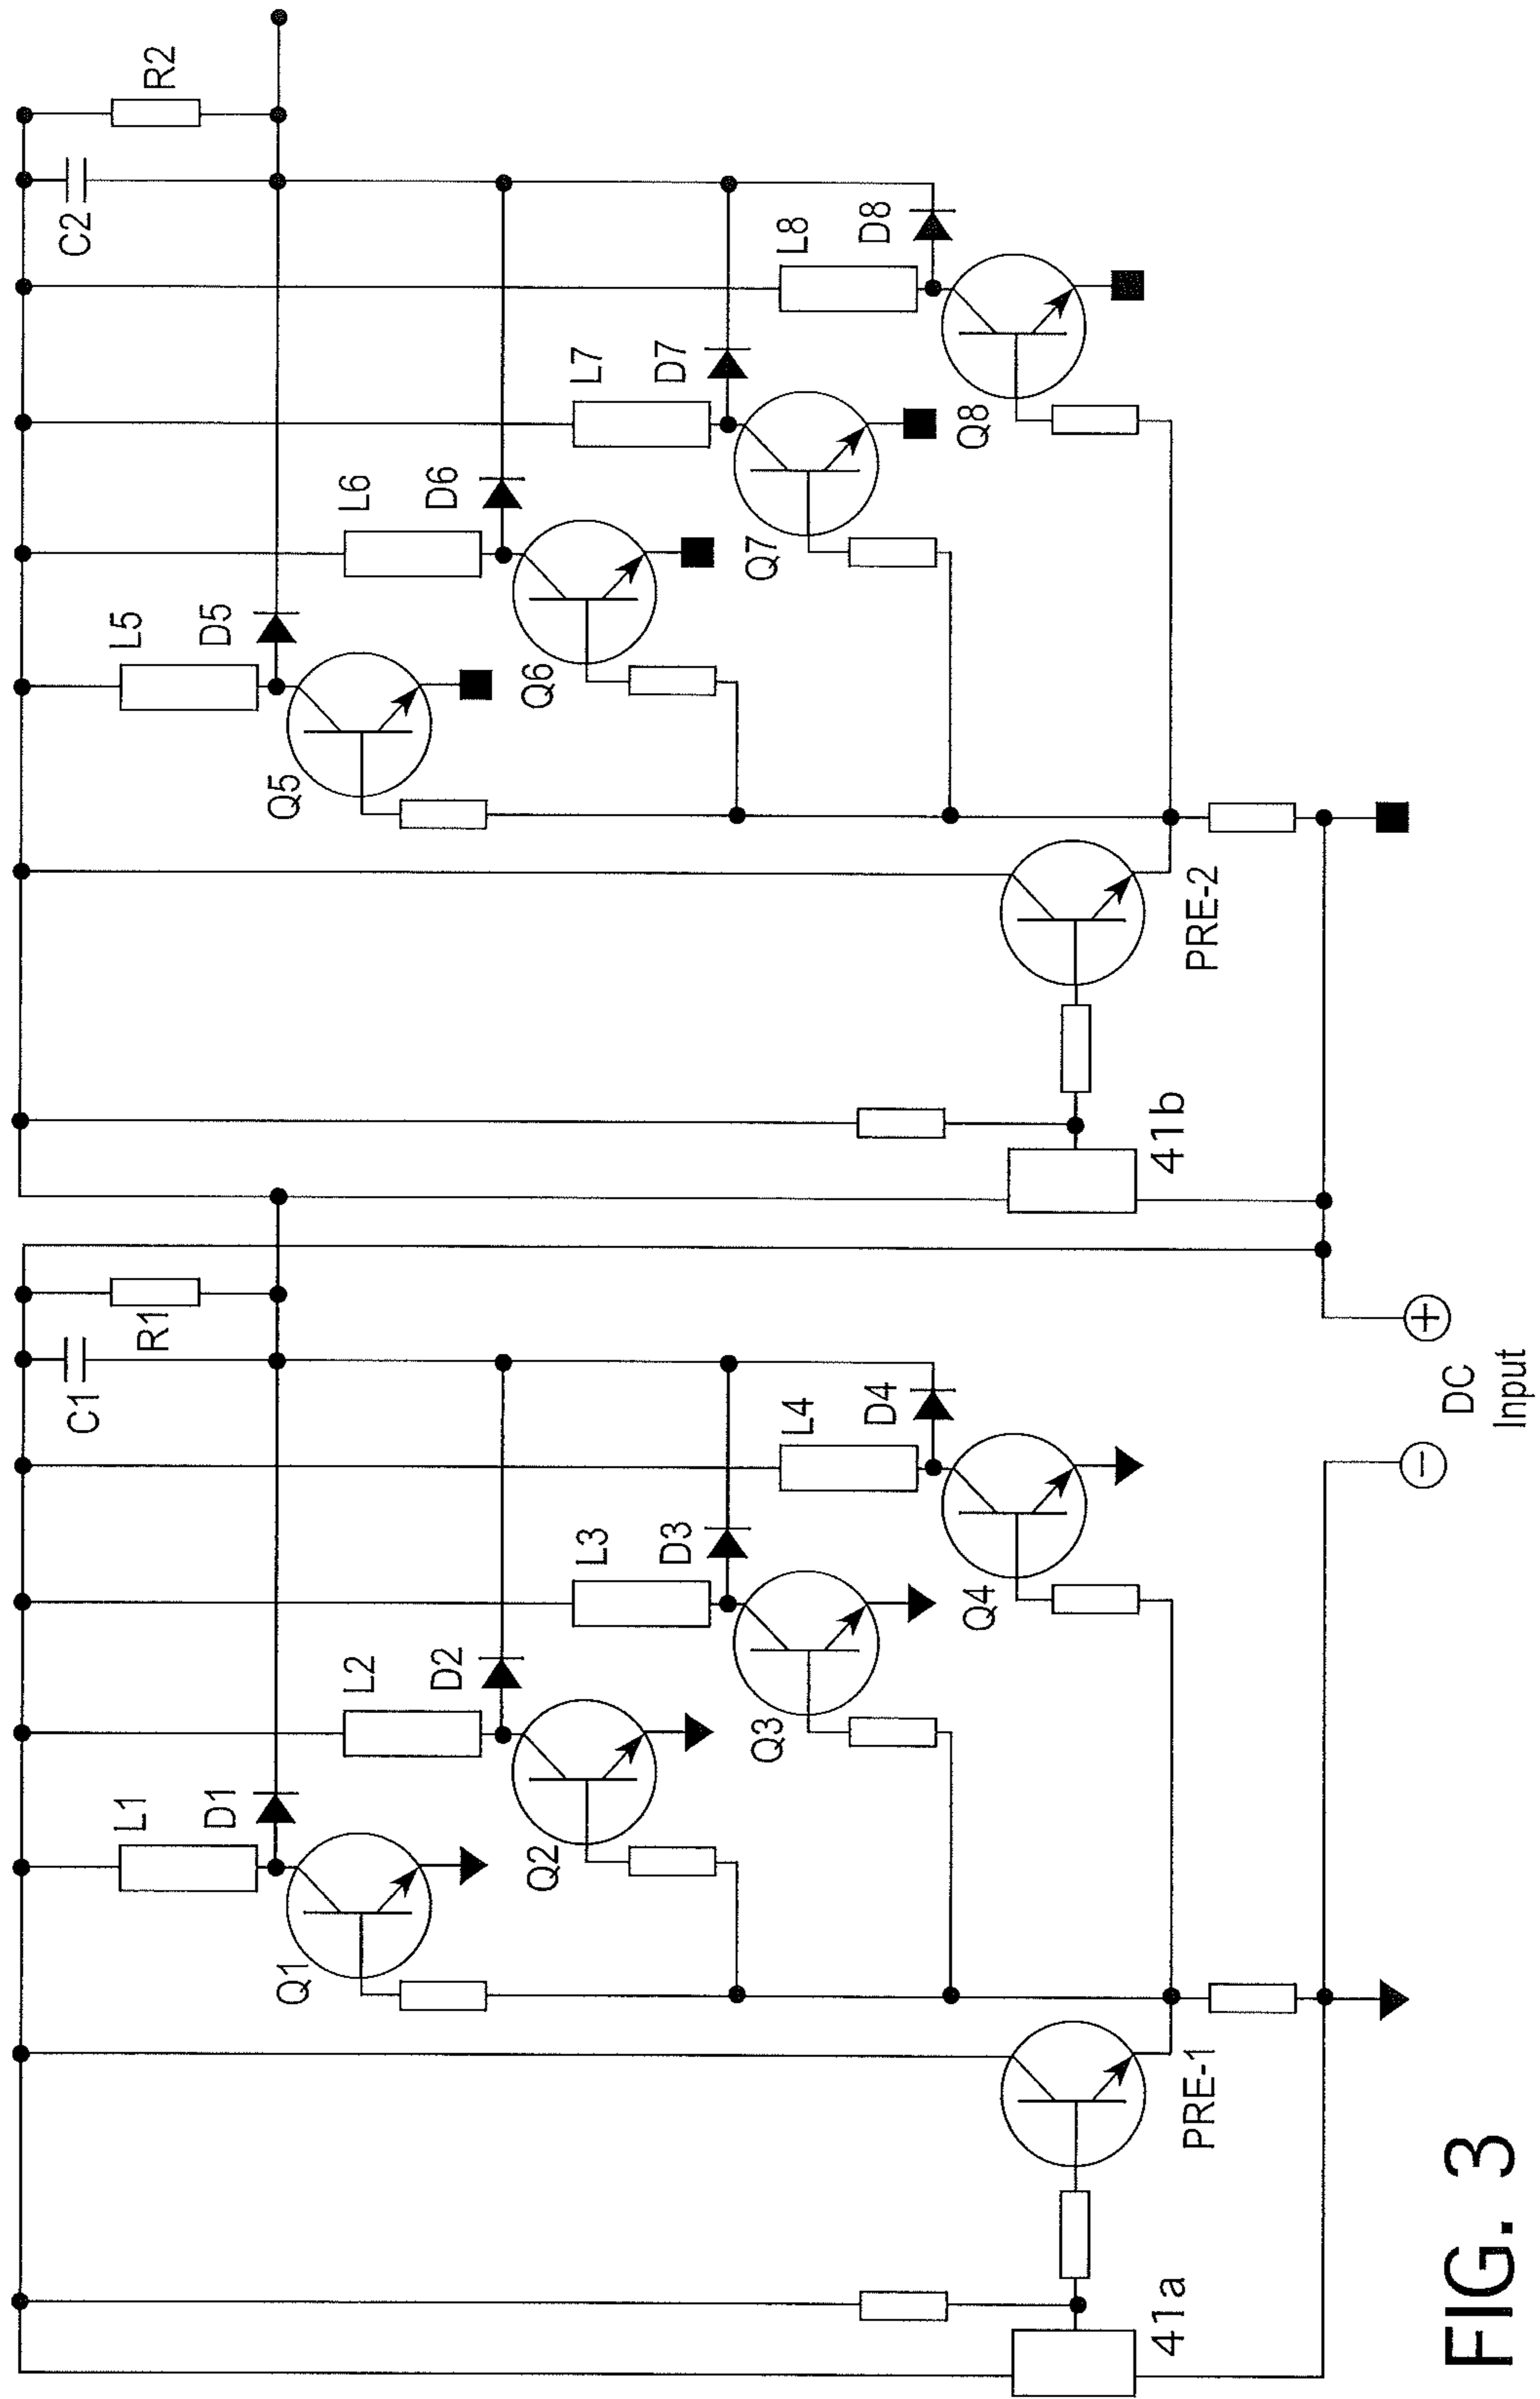 R2
C2
L8
D8
L7
D7
Q8
L6
D6
Q7
L5
D5
Q6
Q5
PRE-2
41b
R1
C1
L4
D4
DC
Input
+
−
L3
D3
Q4
L2
D2
Q3
L1
D1
Q2
Q1
PRE-1
41a
FIG. 3